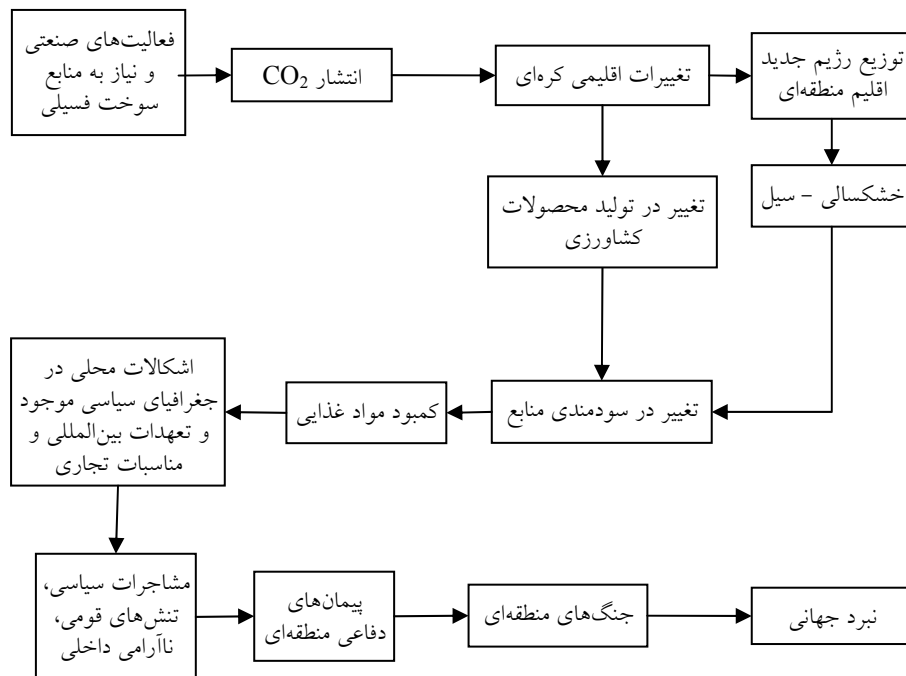 فعالیت‌های صنعتی
و نیاز به منابع
سوخت فسیلی
انتشار CO₂
تغییرات اقلیمی کره‌ای
توزیع رژیم جدید
اقلیم منطقه‌ای
خشکسالی – سیل
تغییر در تولید محصولات
کشاورزی
تغییر در سودمندی منابع
کمبود مواد غذایی
اشکالات محلی در
جغرافیای سیاسی موجود
و تعهدات بین‌المللی و
مناسبات تجاری
مشاجرات سیاسی،
تنش‌های قومی،
ناآرامی داخلی
پیمان‌های
دفاعی منطقه‌ای
جنگ‌های منطقه‌ای
نبرد جهانی